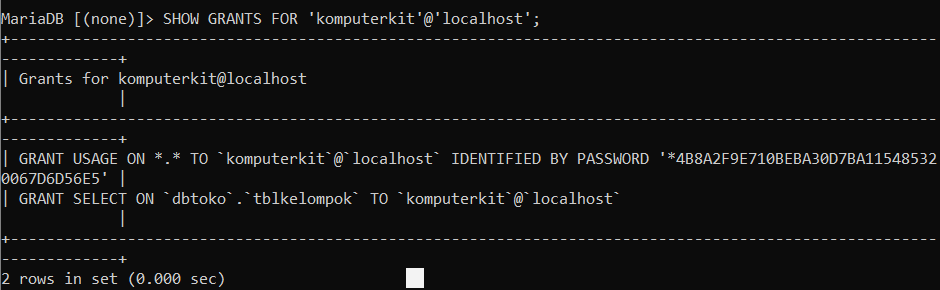 MariaDB [(none)]> SHOW GRANTS FOR 'komputerkit'@'localhost';
+----------------------------------------------------------------------------------------------------
-------------+
| Grants for komputerkit@localhost
             |
+----------------------------------------------------------------------------------------------------
-------------+
| GRANT USAGE ON *.* TO `komputerkit`@`localhost` IDENTIFIED BY PASSWORD '*4B8A2F9E710BEBA30D7BA11548532
0067D6D56E5' |
| GRANT SELECT ON `dbtoko`.`tblkelompok` TO `komputerkit`@`localhost`
             |
+----------------------------------------------------------------------------------------------------
-------------+
2 rows in set (0.000 sec)